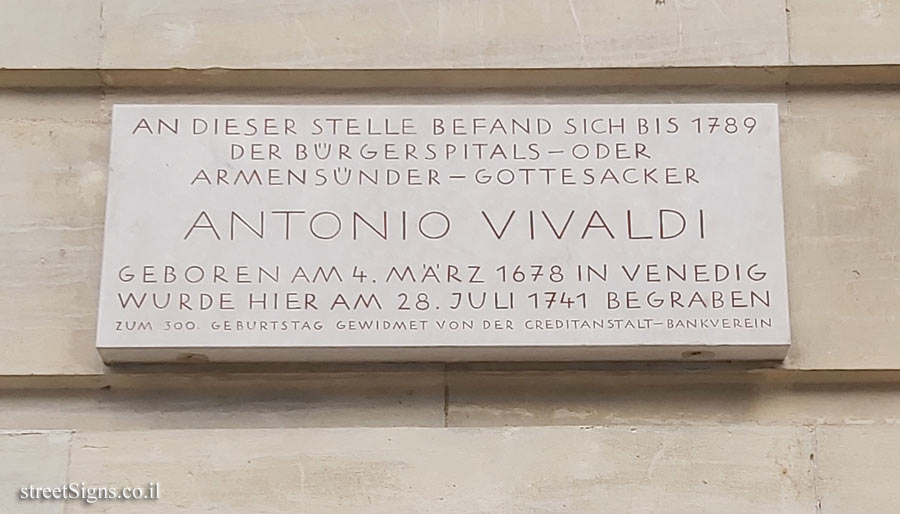 AN DIESER STELLE BEFAND SICH BIS 1789
DER BÜRGERSPITALS-ODER
ARMENSÜNDER-GOTTESACKER
ANTONIO VIVALDI
GEBOREN AM 4. MÄRZ 1678 IN VENEDIG
WURDE HIER AM 28. JULI 1741 BEGRABEN
ZUM 300. GEBURTSTAG GEWIDMET VON DER CREDITANSTALT-BANKVEREIN
streetSigns.co.il